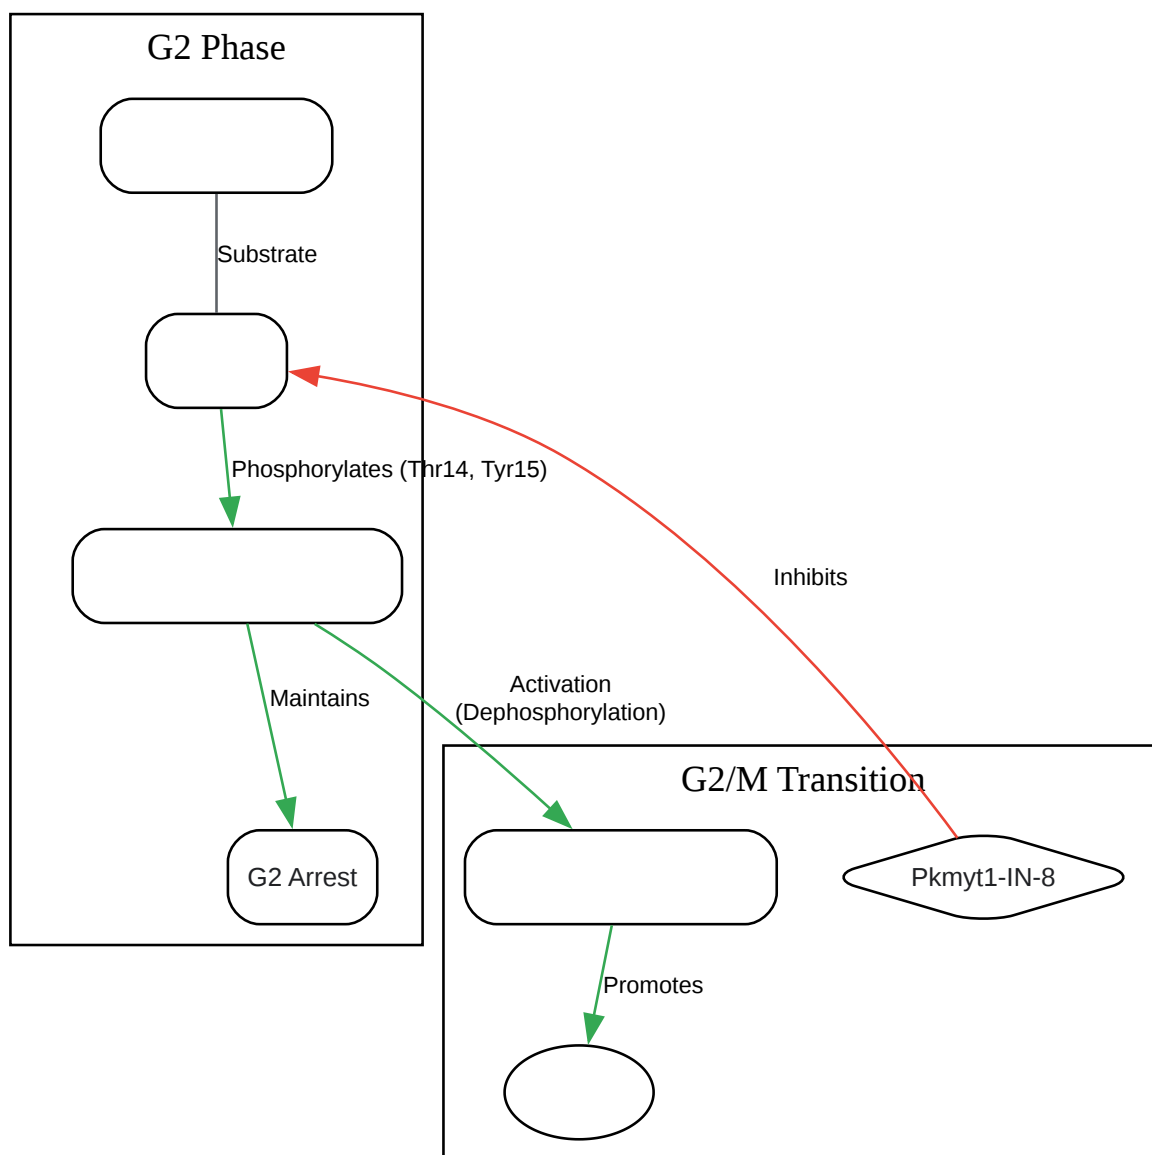 G2 Phase
Substrate
Phosphorylates (Thr14, Tyr15)
Inhibits
Maintains
Activation
(Dephosphorylation)
G2/M Transition
G2 Arrest
Pkmyt1-IN-8
Promotes